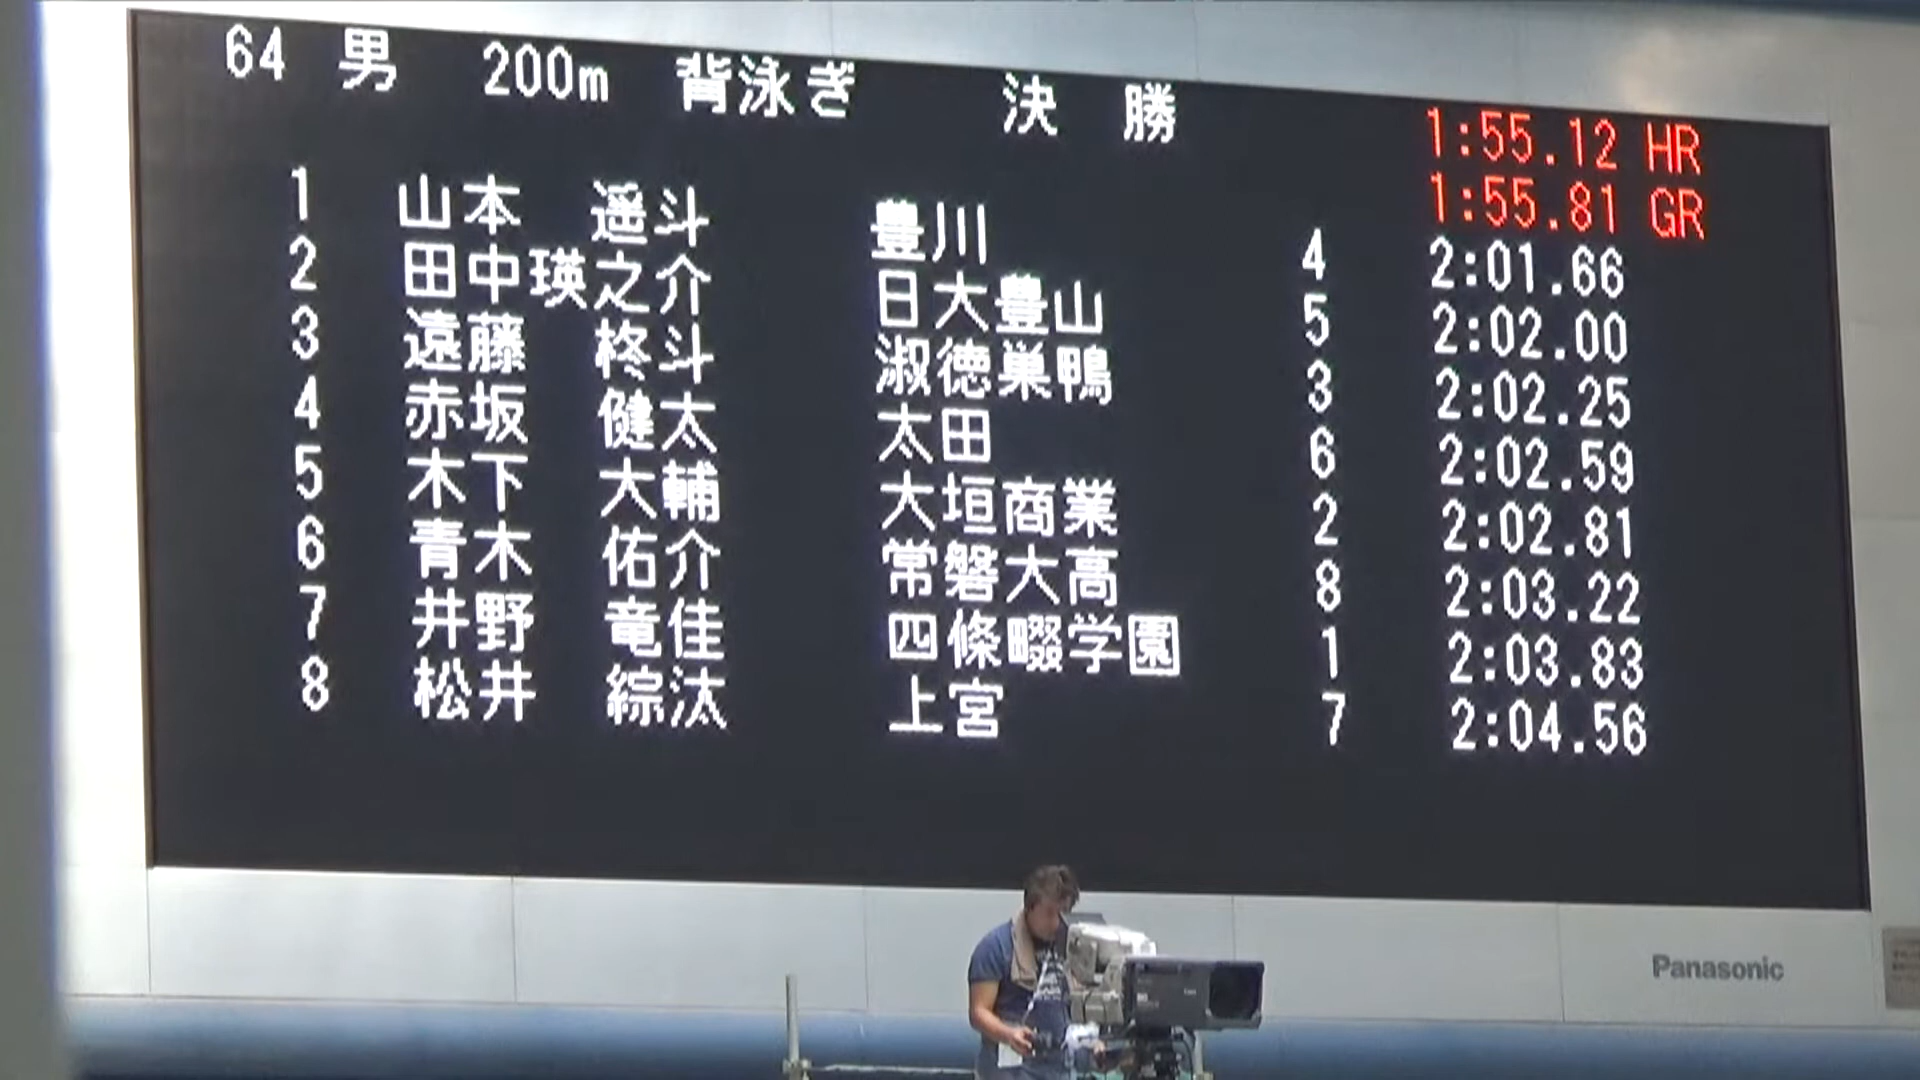 64 男 200m 背泳ぎ 決 勝
1:55.12 HR
1:55.81 GR
1 山本 遥斗 豊川 4 2:01.66
2 田中瑛之介 日大豊山 5 2:02.00
3 遠藤 柊斗 淑徳巣鴨 3 2:02.25
4 赤坂 健太 太田 6 2:02.59
5 木下 大輔 大垣商業 2 2:02.81
6 青木 佑介 常磐大高 8 2:03.22
7 井野 竜佳 四條畷学園 1 2:03.83
8 松井 綜汰 上宮 7 2:04.56
Panasonic